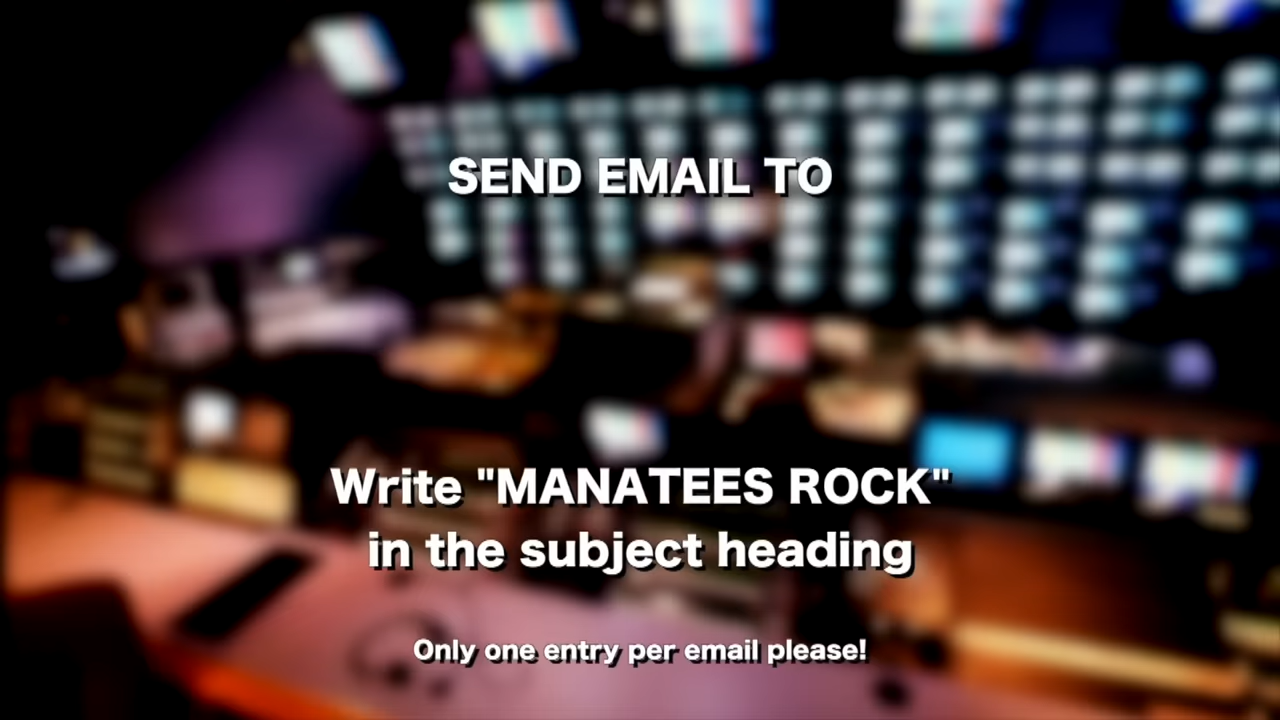 SEND EMAIL TO
Write "MANATEES ROCK"
in the subject heading
Only one entry per email please!